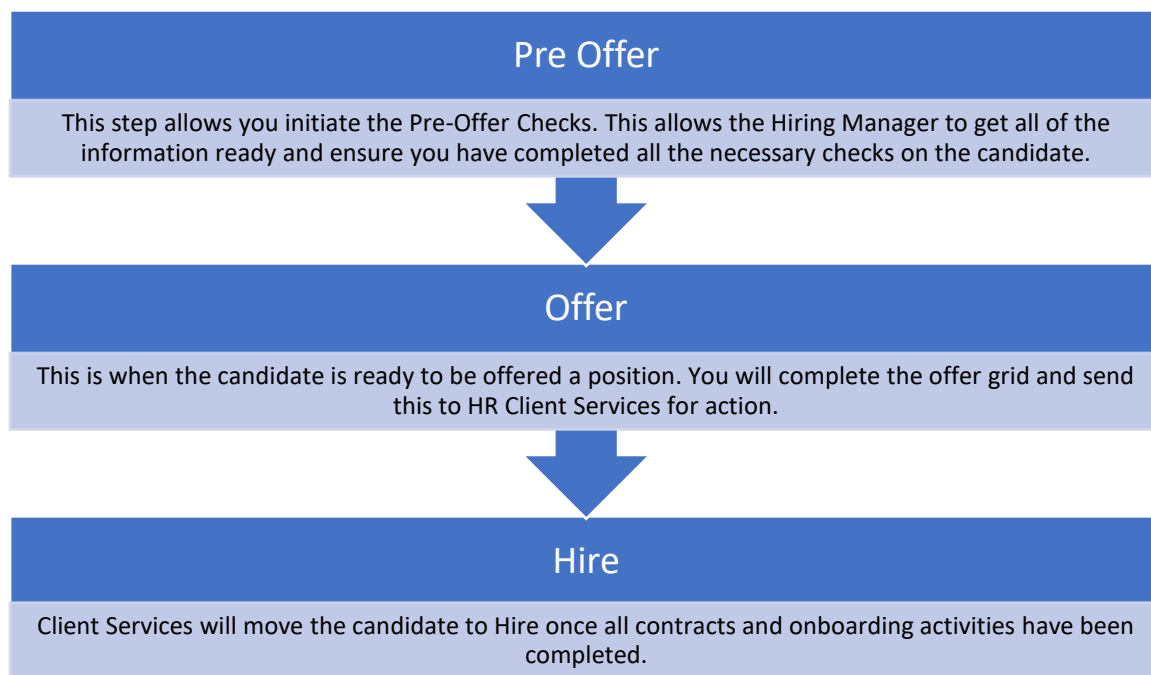 Pre Offer
This step allows you initiate the Pre-Offer Checks. This allows the Hiring Manager to get all of the
information ready and ensure you have completed all the necessary checks on the candidate.
Offer
This is when the candidate is ready to be offered a position. You will complete the offer grid and send
this to HR Client Services for action.
Hire
Client Services will move the candidate to Hire once all contracts and onboarding activities have been
completed.